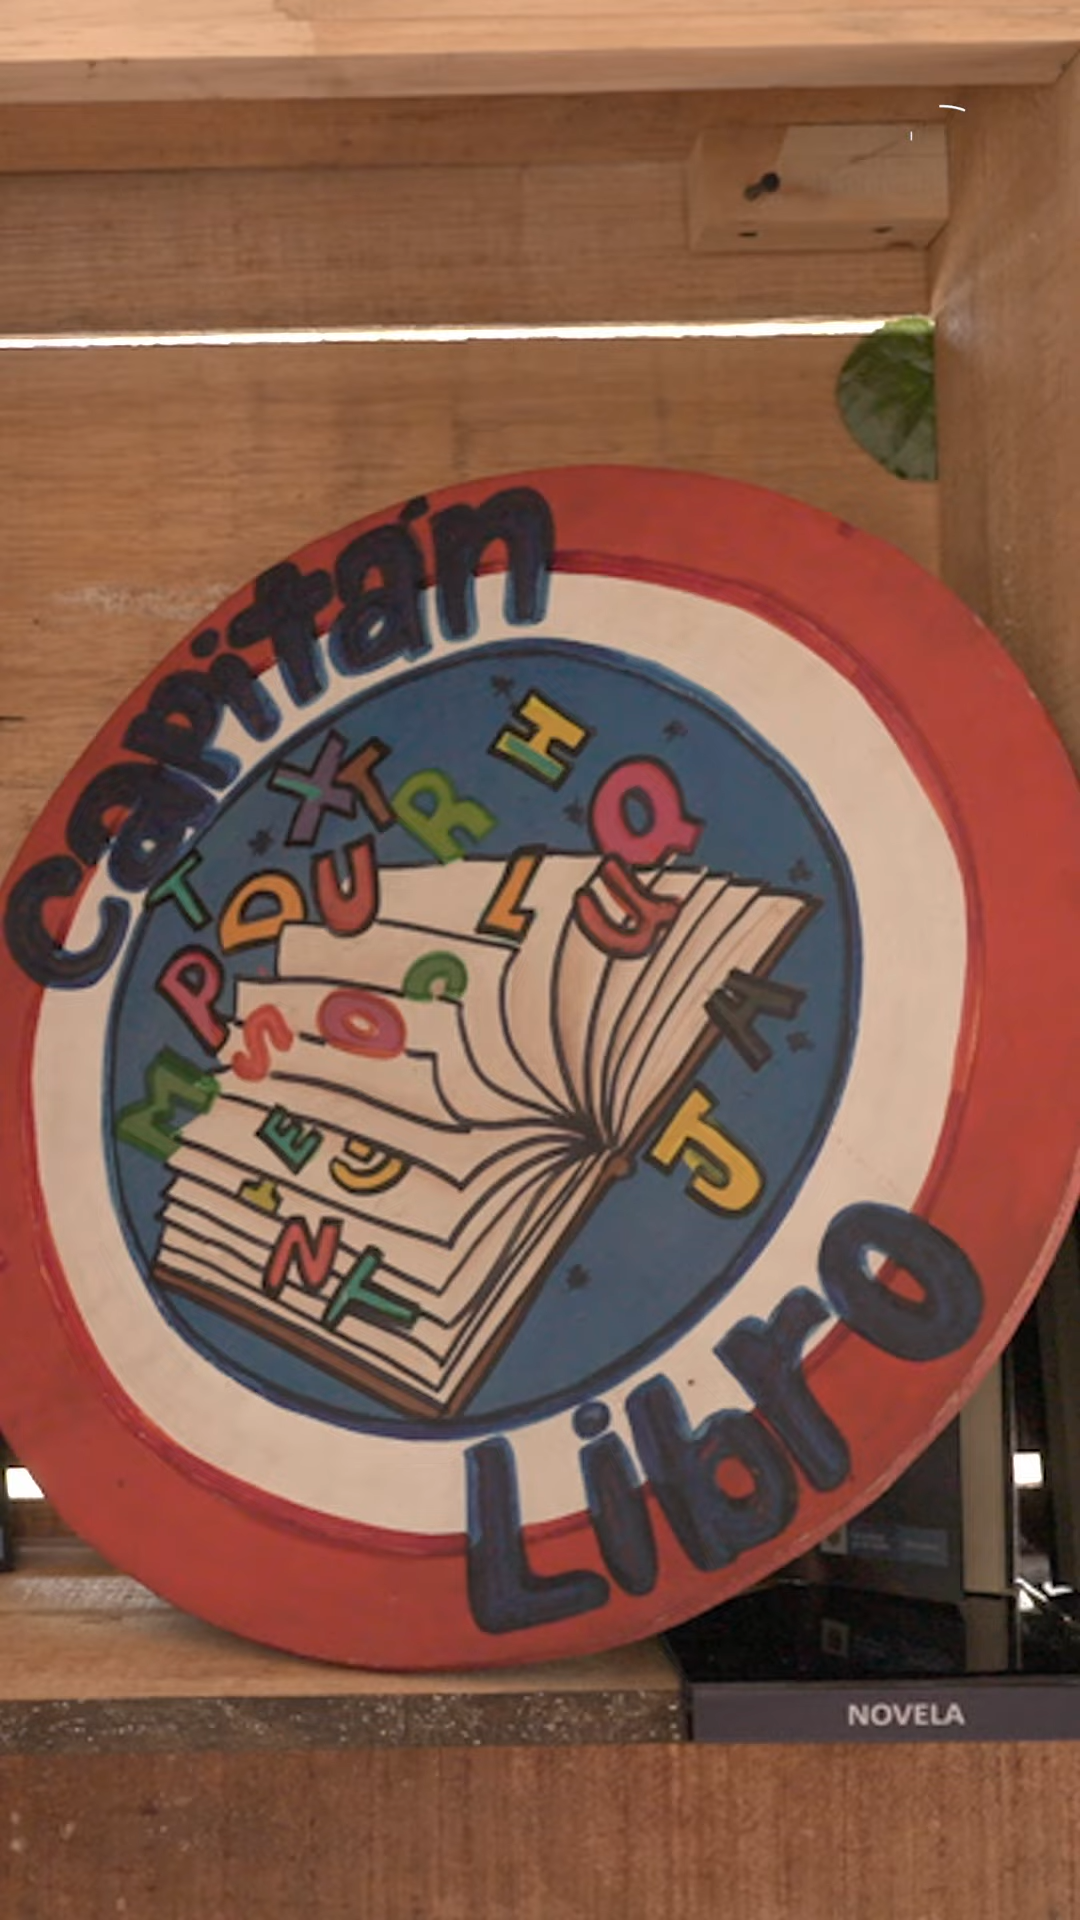 Capitán
H
X T R Q
T D U L U
P C
S O A
M
E G J
I
N
T
Libro
NOVELA